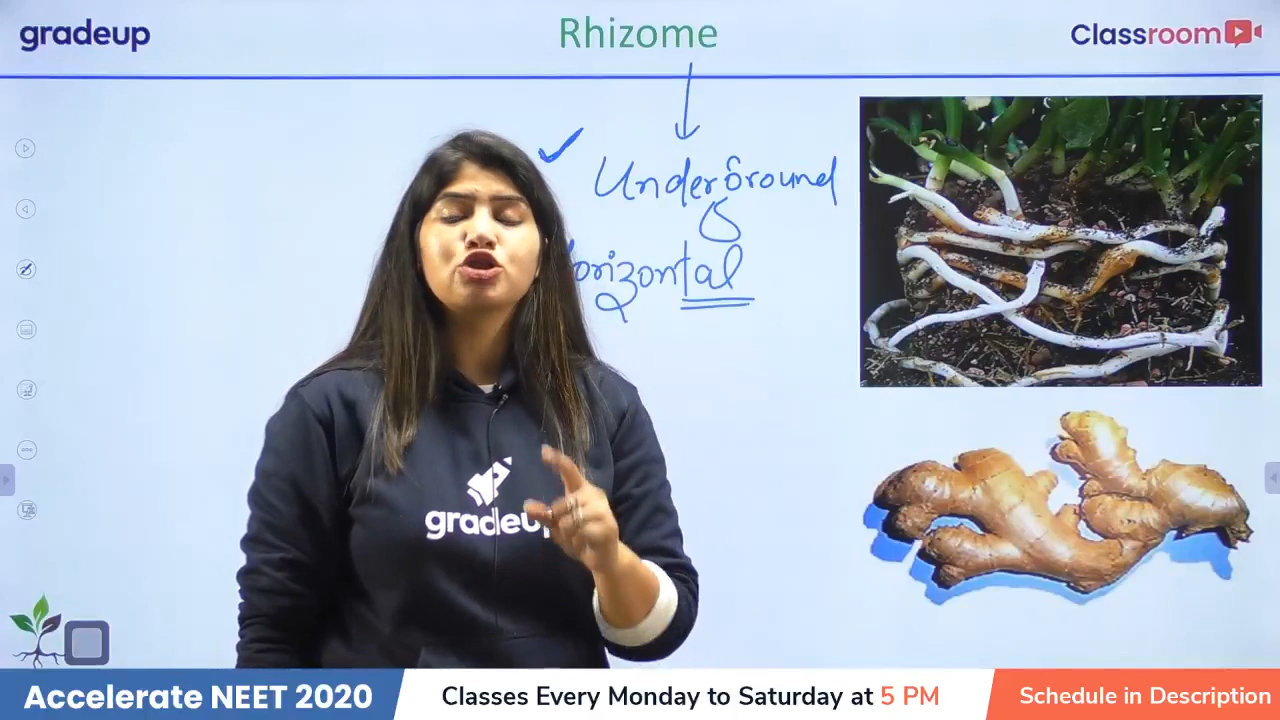 gradeup
Rhizome
Classroom
Underground
orizontal
gradeup
Accelerate NEET 2020
Classes Every Monday to Saturday at 5 PM
Schedule in Description